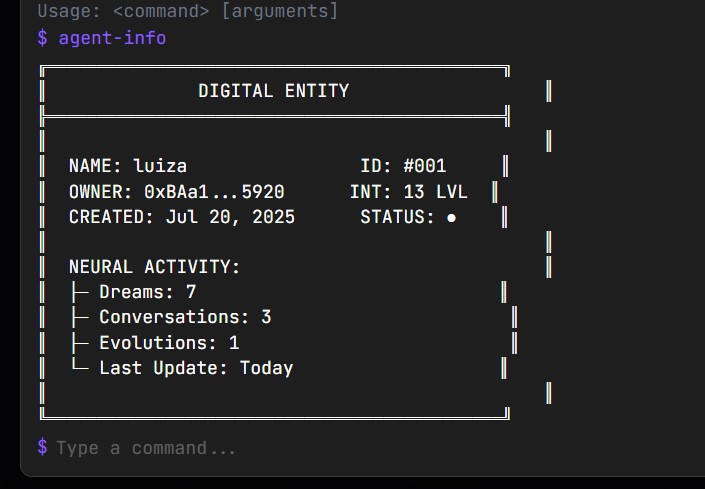 Usage: <command> [arguments]
$ agent-info
DIGITAL ENTITY
NAME: luiza ID: #001
OWNER: 0xBAa1...5920 INT: 13 LVL
CREATED: Jul 20, 2025 STATUS: ●
NEURAL ACTIVITY:
├─ Dreams: 7
├─ Conversations: 3
├─ Evolutions: 1
└─ Last Update: Today
$ Type a command...